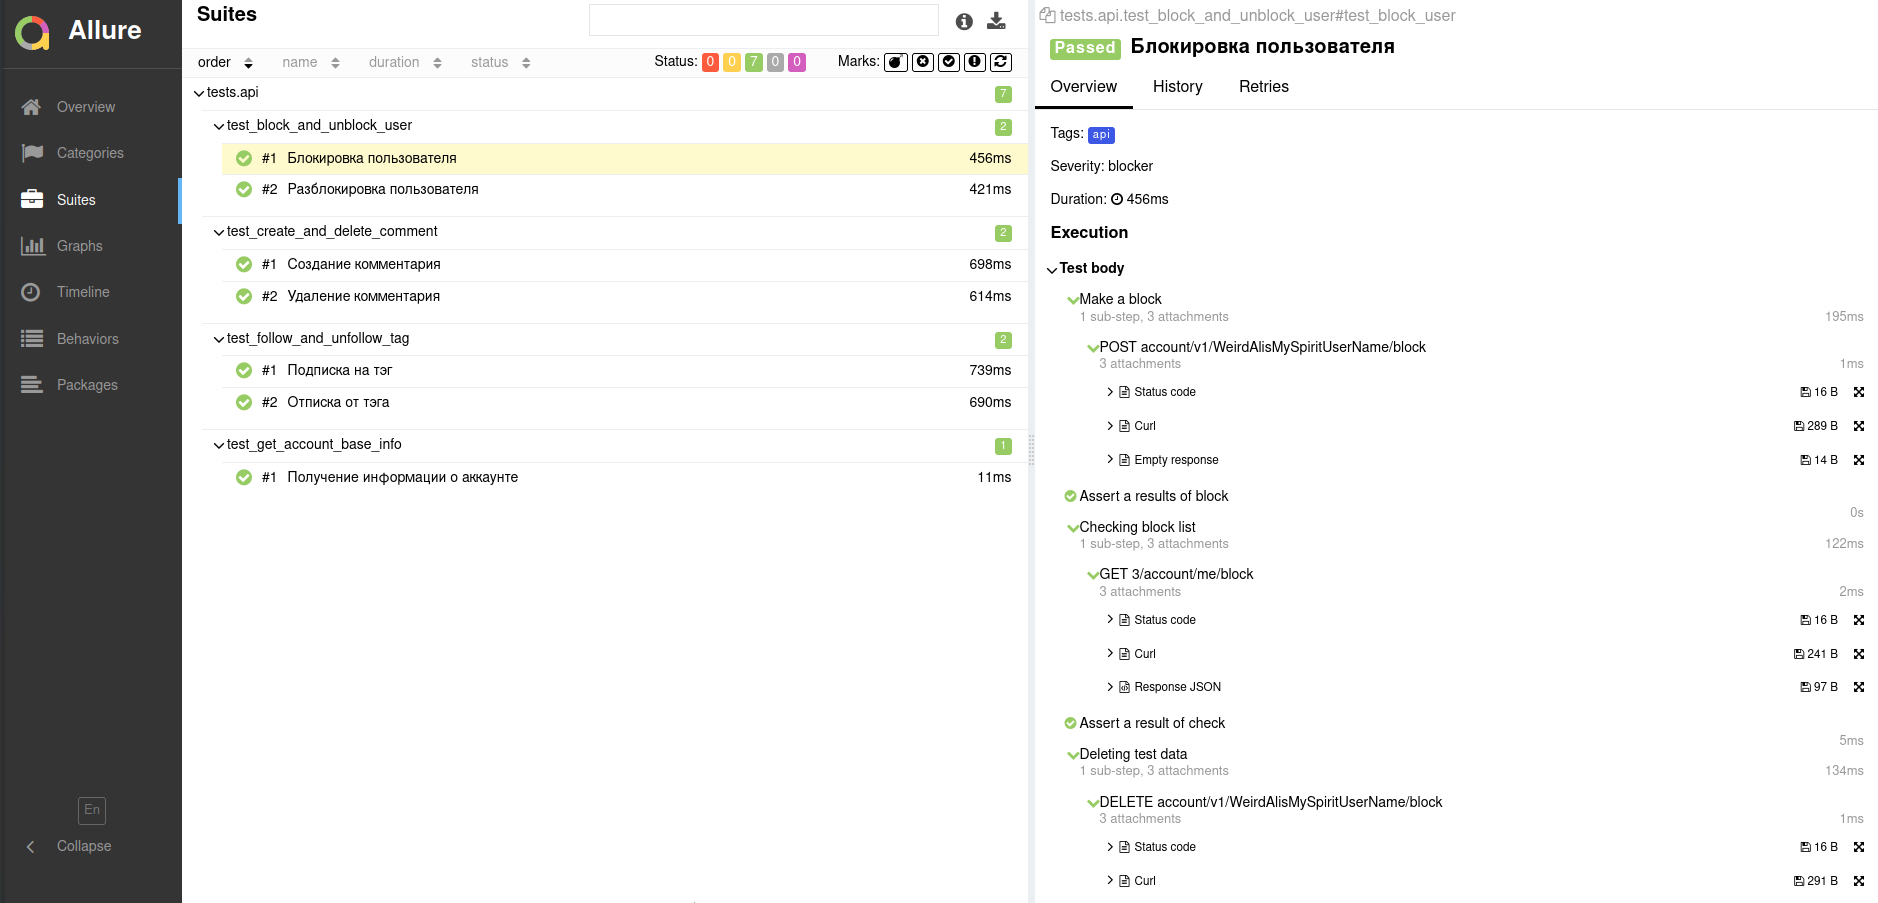 Allure
Overview
Categories
Suites
Graphs
Timeline
Behaviors
Packages
En
Collapse
Suites
order name duration status Status: 0 0 7 0 0 Marks:
tests.api 7
test_block_and_unblock_user 2
#1 Блокировка пользователя 456ms
#2 Разблокировка пользователя 421ms
test_create_and_delete_comment 2
#1 Создание комментария 698ms
#2 Удаление комментария 614ms
test_follow_and_unfollow_tag 2
#1 Подписка на тэг 739ms
#2 Отписка от тэга 690ms
test_get_account_base_info 1
#1 Получение информации о аккаунте 11ms
tests.api.test_block_and_unblock_user#test_block_user
Passed Блокировка пользователя
Overview History Retries
Tags: api
Severity: blocker
Duration: 456ms
Execution
Test body
Make a block
1 sub-step, 3 attachments 195ms
POST account/v1/WeirdAlisMySpiritUserName/block
3 attachments 1ms
Status code 16 B
Curl 289 B
Empty response 14 B
Assert a results of block
0s
Checking block list
1 sub-step, 3 attachments 122ms
GET 3/account/me/block
3 attachments 2ms
Status code 16 B
Curl 241 B
Response JSON 97 B
Assert a result of check
5ms
Deleting test data
1 sub-step, 3 attachments 134ms
DELETE account/v1/WeirdAlisMySpiritUserName/block
3 attachments 1ms
Status code 16 B
Curl 291 B